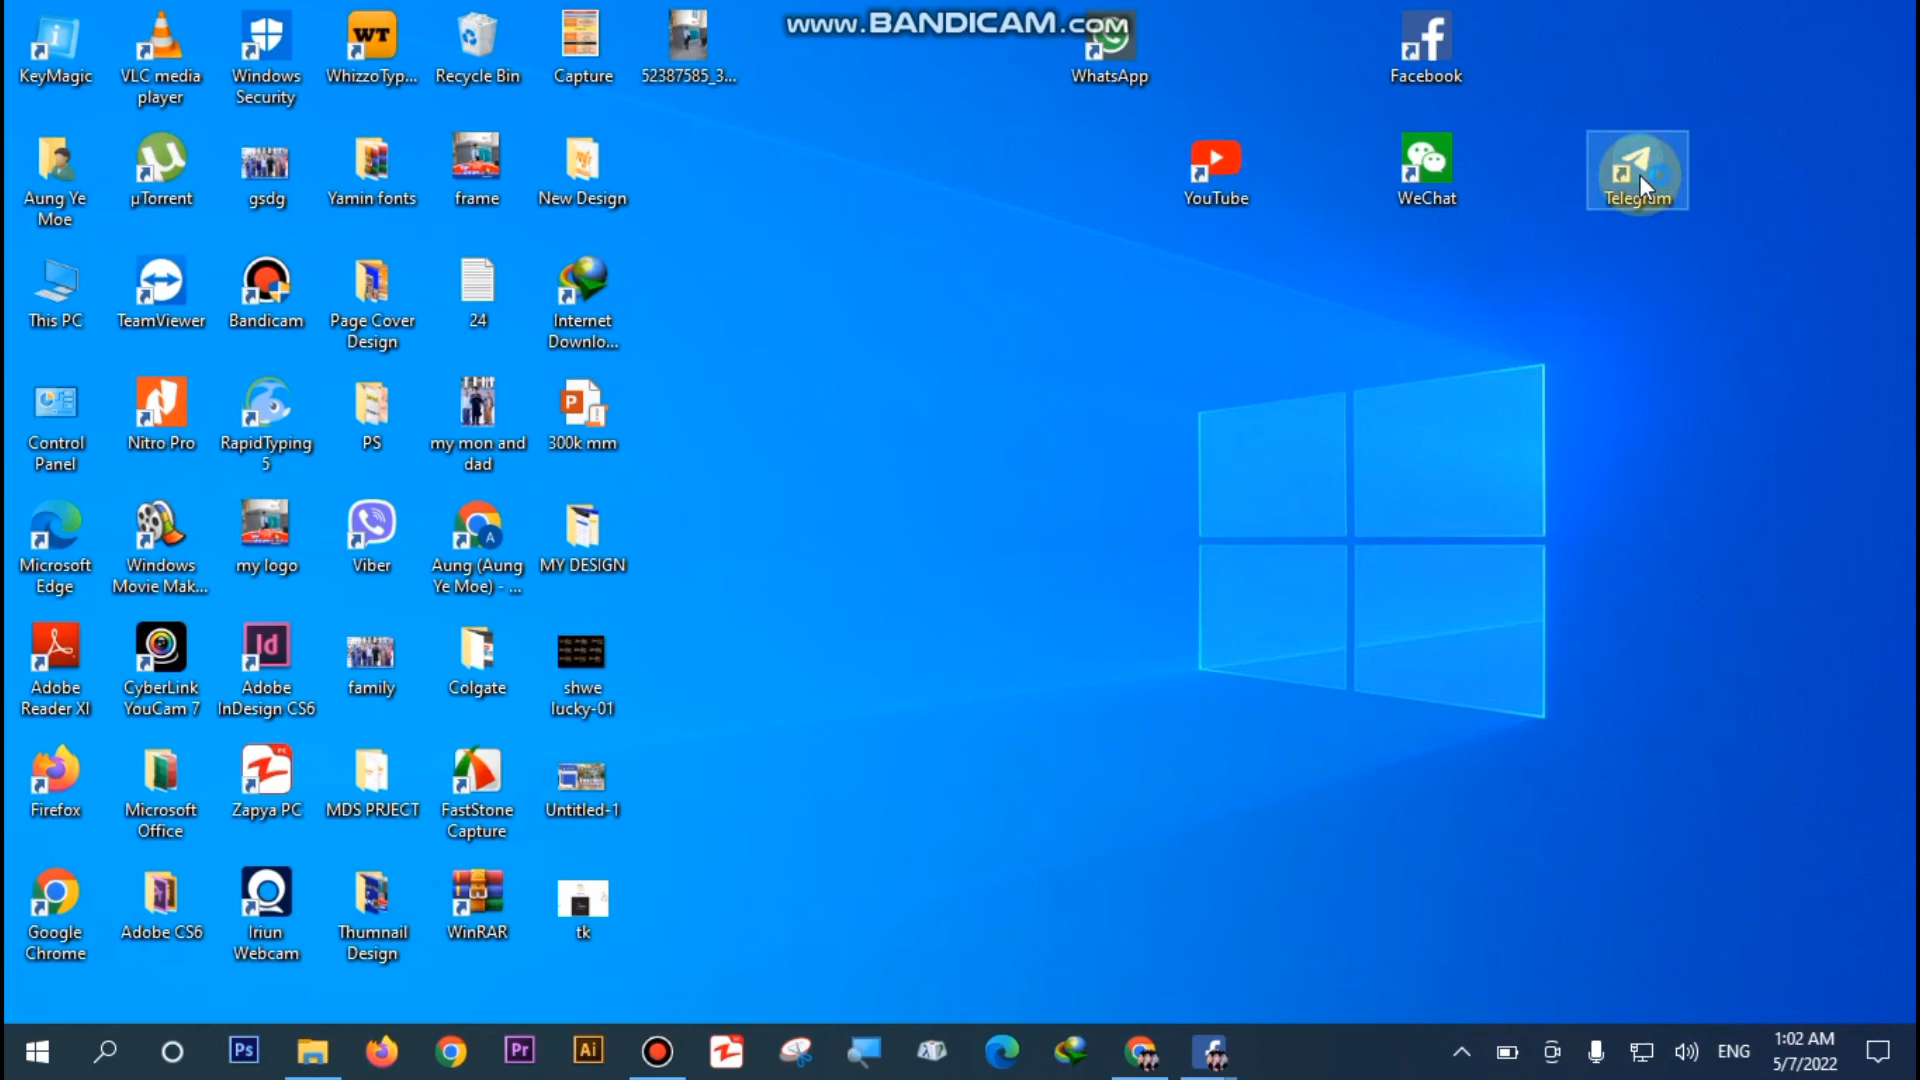 www.BANDICAM.com
KeyMagic
VLC media
player
Windows
Security
WT
WhizzoTyp...
Recycle Bin
Capture
52387585_3...
WhatsApp
Facebook
Aung Ye
Moe
µTorrent
gsdg
Yamin fonts
frame
New Design
YouTube
WeChat
Telegram
This PC
TeamViewer
Bandicam
Page Cover
Design
24
Internet
Downlo...
Control
Panel
Nitro Pro
RapidTyping
5
PS
my mon and
dad
300k mm
Microsoft
Edge
Windows
Movie Mak...
my logo
Viber
Aung (Aung
Ye Moe) - ...
MY DESIGN
Adobe
Reader XI
CyberLink
YouCam 7
Id
Adobe
InDesign CS6
family
Colgate
shwe
lucky-01
Firefox
Microsoft
Office
Zapya PC
MDS PRJECT
FastStone
Capture
Untitled-1
Google
Chrome
Adobe CS6
Iriun
Webcam
Thumnail
Design
WinRAR
tk
Ps
Pr
Ai
ENG
1:02 AM
5/7/2022